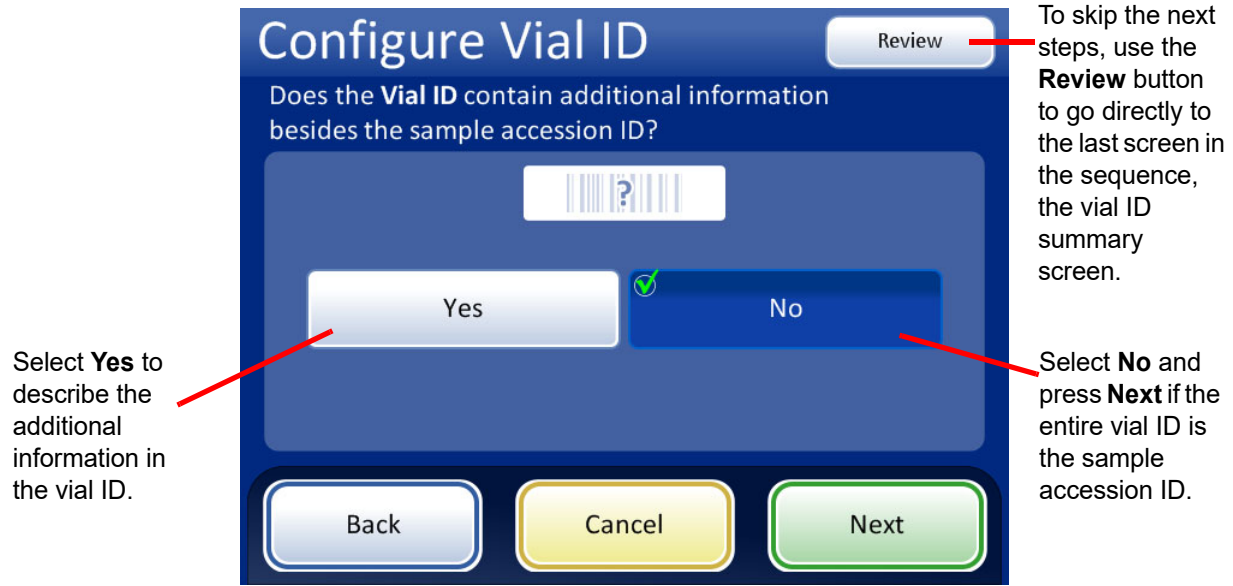 Configure Vial ID
Review
Does the Vial ID contain additional information
besides the sample accession ID?
?
Yes
No
Back
Cancel
Next
To skip the next
steps, use the
Review button
to go directly to
the last screen in
the sequence,
the vial ID
summary
screen.
Select Yes to
describe the
additional
information in
the vial ID.
Select No and
press Next if the
entire vial ID is
the sample
accession ID.